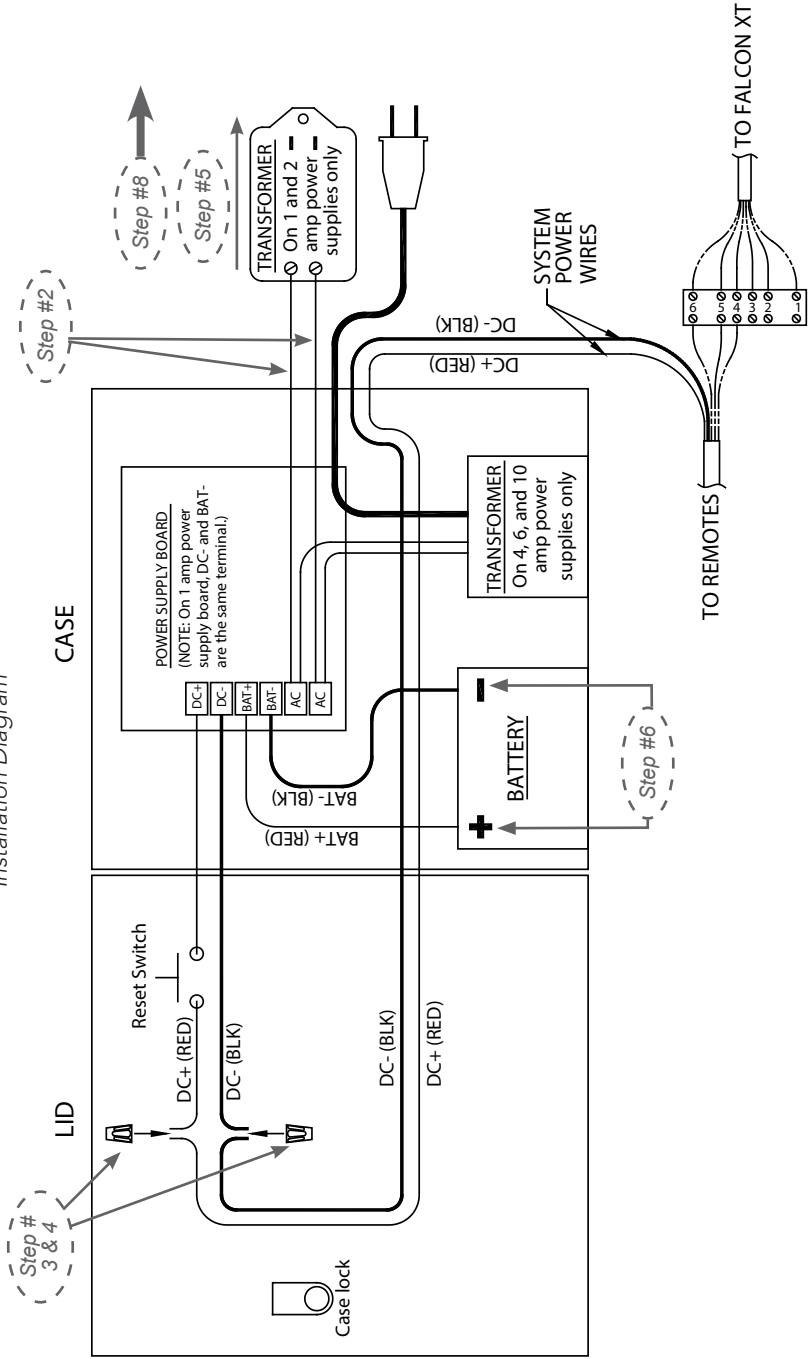 Installation Diagram
LID
CASE
Step #
3 & 4
Step #2
Step #8
Step #5
Reset Switch
DC+ (RED)
DC- (BLK)
Case lock
DC- (BLK)
DC+ (RED)
POWER SUPPLY BOARD
(NOTE: On 1 amp power
supply board, DC- and BAT-
are the same terminal.)
DC+
DC-
BAT+
BAT-
AC
AC
BAT- (BLK)
BAT+ (RED)
BATTERY
+
-
Step #6
TRANSFORMER
On 4, 6, and 10
amp power
supplies only
TRANSFORMER
On 1 and 2
amp power
supplies only
DC- (BLK)
DC+ (RED)
SYSTEM
POWER
WIRES
TO REMOTES
6
5
4
3
2
1
TO FALCON XT